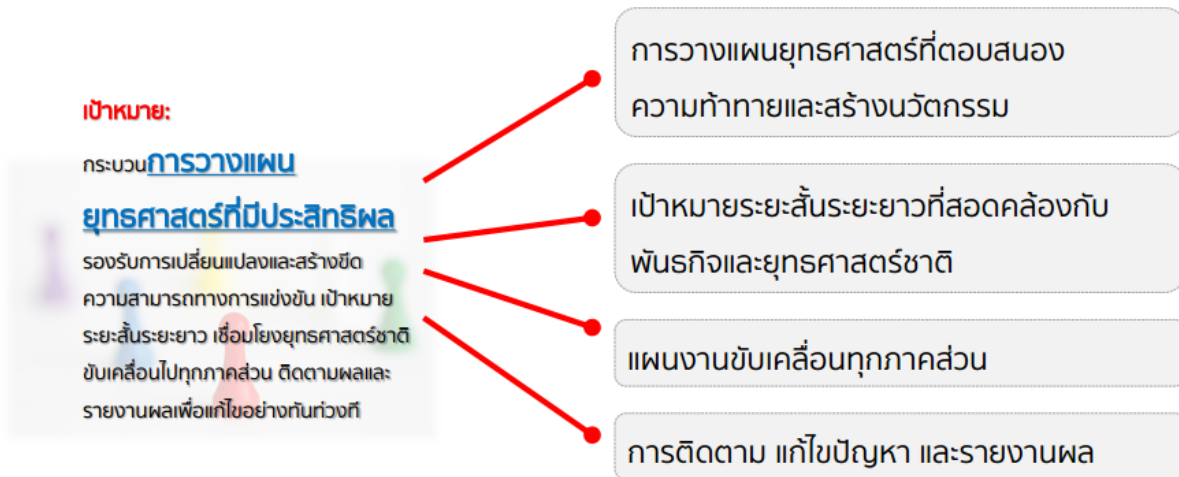 เป้าหมาย:
กระบวนการวางแผน
ยุทธศาสตร์ที่มีประสิทธิผล
รองรับการเปลี่ยนแปลงและสร้างขีด
ความสามารถทางการแข่งขัน เป้าหมาย
ระยะสั้นระยะยาว เชื่อมโยงยุทธศาสตร์ชาติ
ขับเคลื่อนไปทุกภาคส่วน ติดตามผลและ
รายงานผลเพื่อแก้ไขอย่างทันท่วงที
การวางแผนยุทธศาสตร์ที่ตอบสนอง
ความท้าทายและสร้างนวัตกรรม
เป้าหมายระยะสั้นระยะยาวที่สอดคล้องกับ
พันธกิจและยุทธศาสตร์ชาติ
แผนงานขับเคลื่อนทุกภาคส่วน
การติดตาม แก้ไขปัญหา และรายงานผล